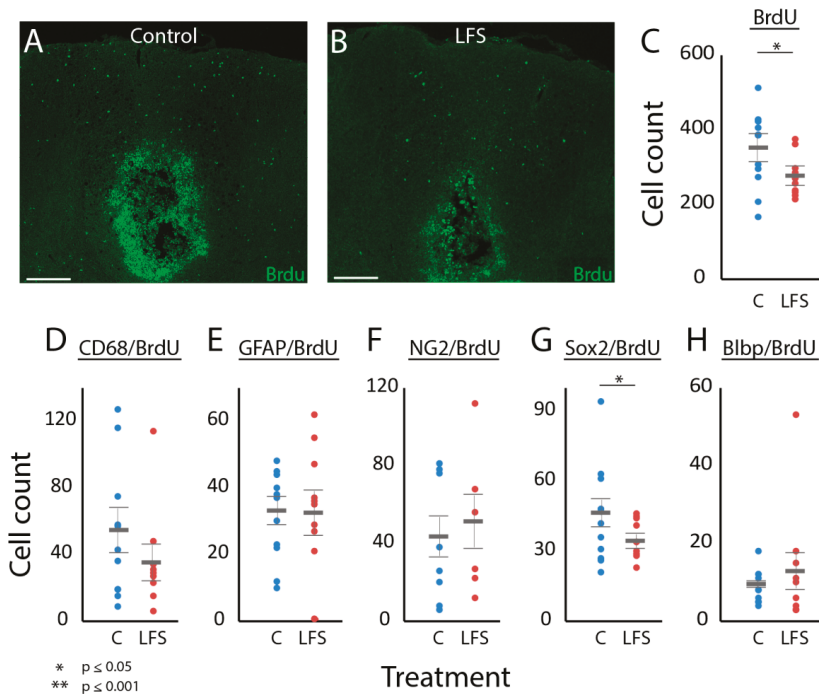 A Control
Brdu
B LFS
Brdu
C BrdU
*
600
400
200
0
Cell count
C LFS
D CD68/BrdU
120
80
40
0
Cell count
C LFS
E GFAP/BrdU
60
40
20
0
C LFS
F NG2/BrdU
120
80
40
0
C LFS
G Sox2/BrdU
*
90
60
30
0
C LFS
H Blbp/BrdU
60
40
20
0
C LFS
* p ≤ 0.05
** p ≤ 0.001
Treatment